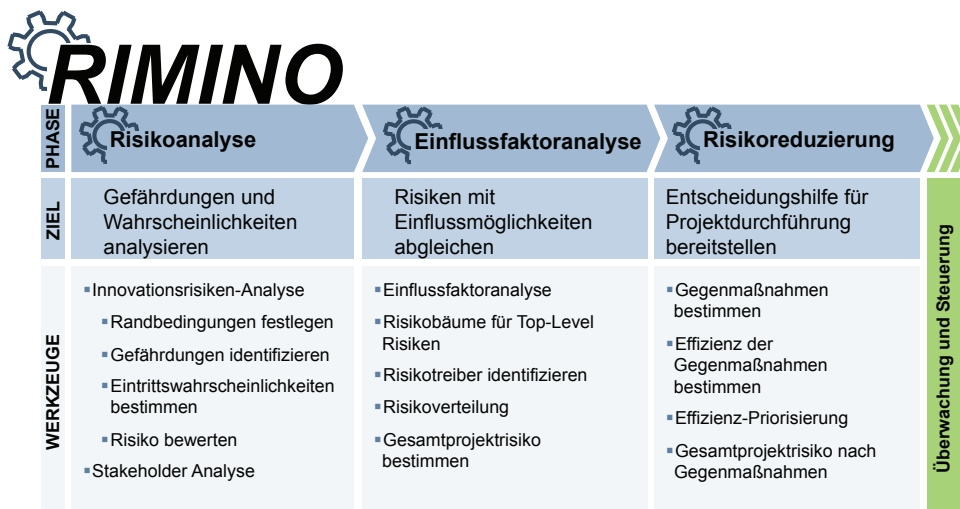 RIMINO
PHASE
Risikoanalyse
Einflussfaktoranalyse
Risikoreduzierung
ZIEL
Gefährdungen und
Wahrscheinlichkeiten
analysieren
Risiken mit
Einflussmöglichkeiten
abgleichen
Entscheidungshilfe für
Projektdurchführung
bereitstellen
WERKZEUGE
▪Innovationsrisiken-Analyse
▪Randbedingungen festlegen
▪Gefährdungen identifizieren
▪Eintrittswahrscheinlichkeiten
bestimmen
▪Risiko bewerten
▪Stakeholder Analyse
▪Einflussfaktoranalyse
▪Risikobäume für Top-Level
Risiken
▪Risikotreiber identifizieren
▪Risikoverteilung
▪Gesamtprojektrisiko
bestimmen
▪Gegenmaßnahmen
bestimmen
▪Effizienz der
Gegenmaßnahmen
bestimmen
▪Effizienz-Priorisierung
▪Gesamtprojektrisiko nach
Gegenmaßnahmen
Überwachung und Steuerung